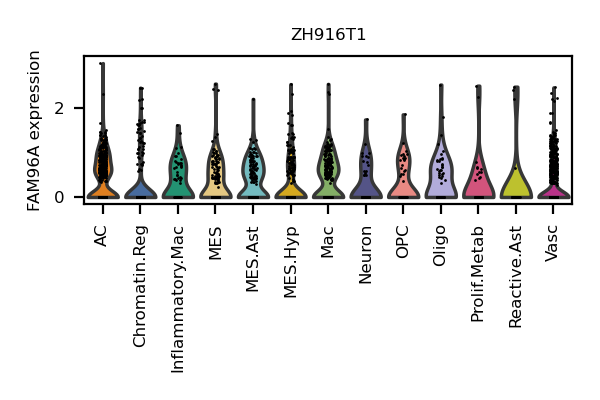 ZH916T1
FAM96A expression
2
0
AC
Chromatin.Reg
Inflammatory.Mac
MES
MES.Ast
MES.Hyp
Mac
Neuron
OPC
Oligo
Prolif.Metab
Reactive.Ast
Vasc